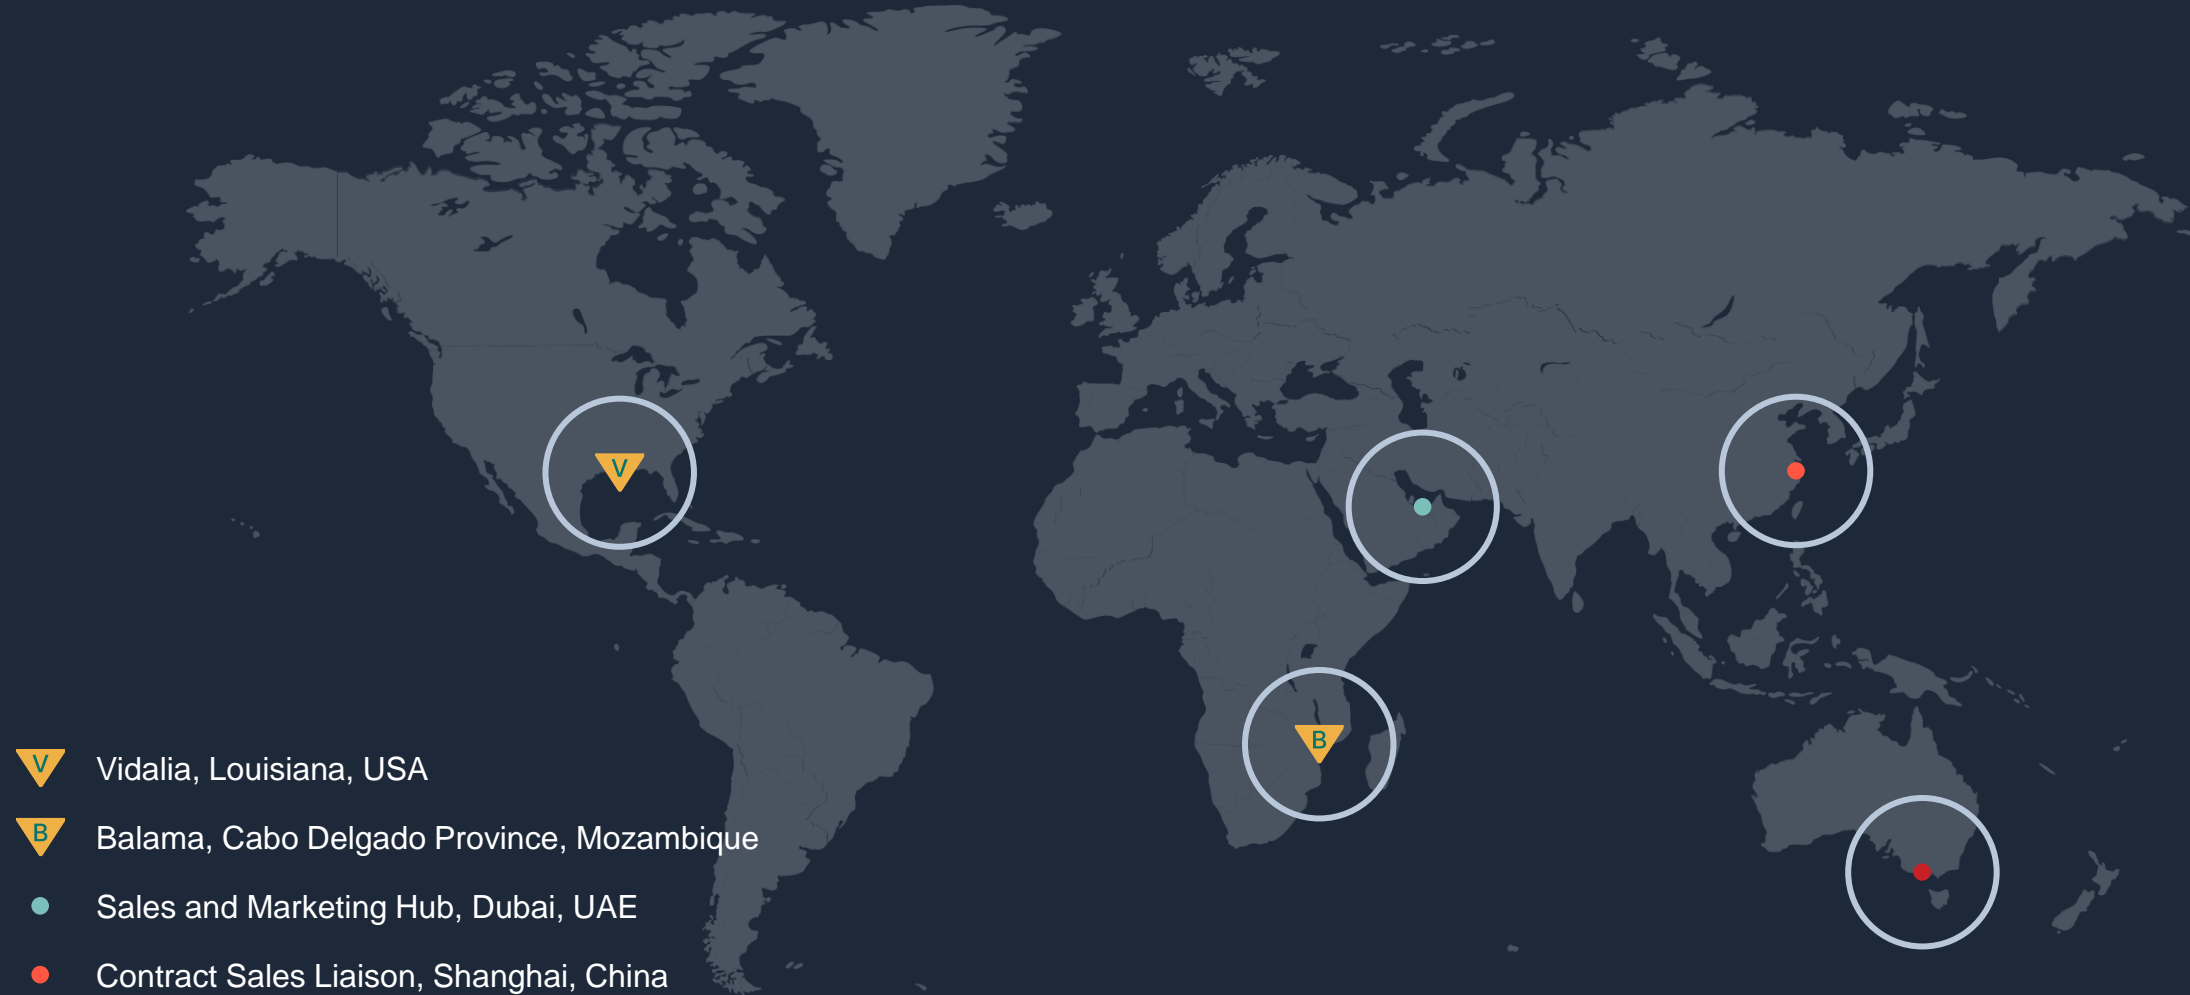 V
B
V Vidalia, Louisiana, USA
B Balama, Cabo Delgado Province, Mozambique
Sales and Marketing Hub, Dubai, UAE
Contract Sales Liaison, Shanghai, China